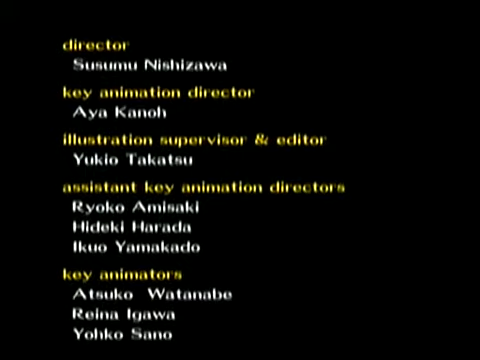 director
Susumu Nishizawa
key animation director
Aya Kanoh
illustration supervisor & editor
Yukio Takatsu
assistant key animation directors
Ryoko Amisaki
Hideki Harada
Ikuo Yamakado
key animators
Atsuko Watanabe
Reina Igawa
Yohko Sano